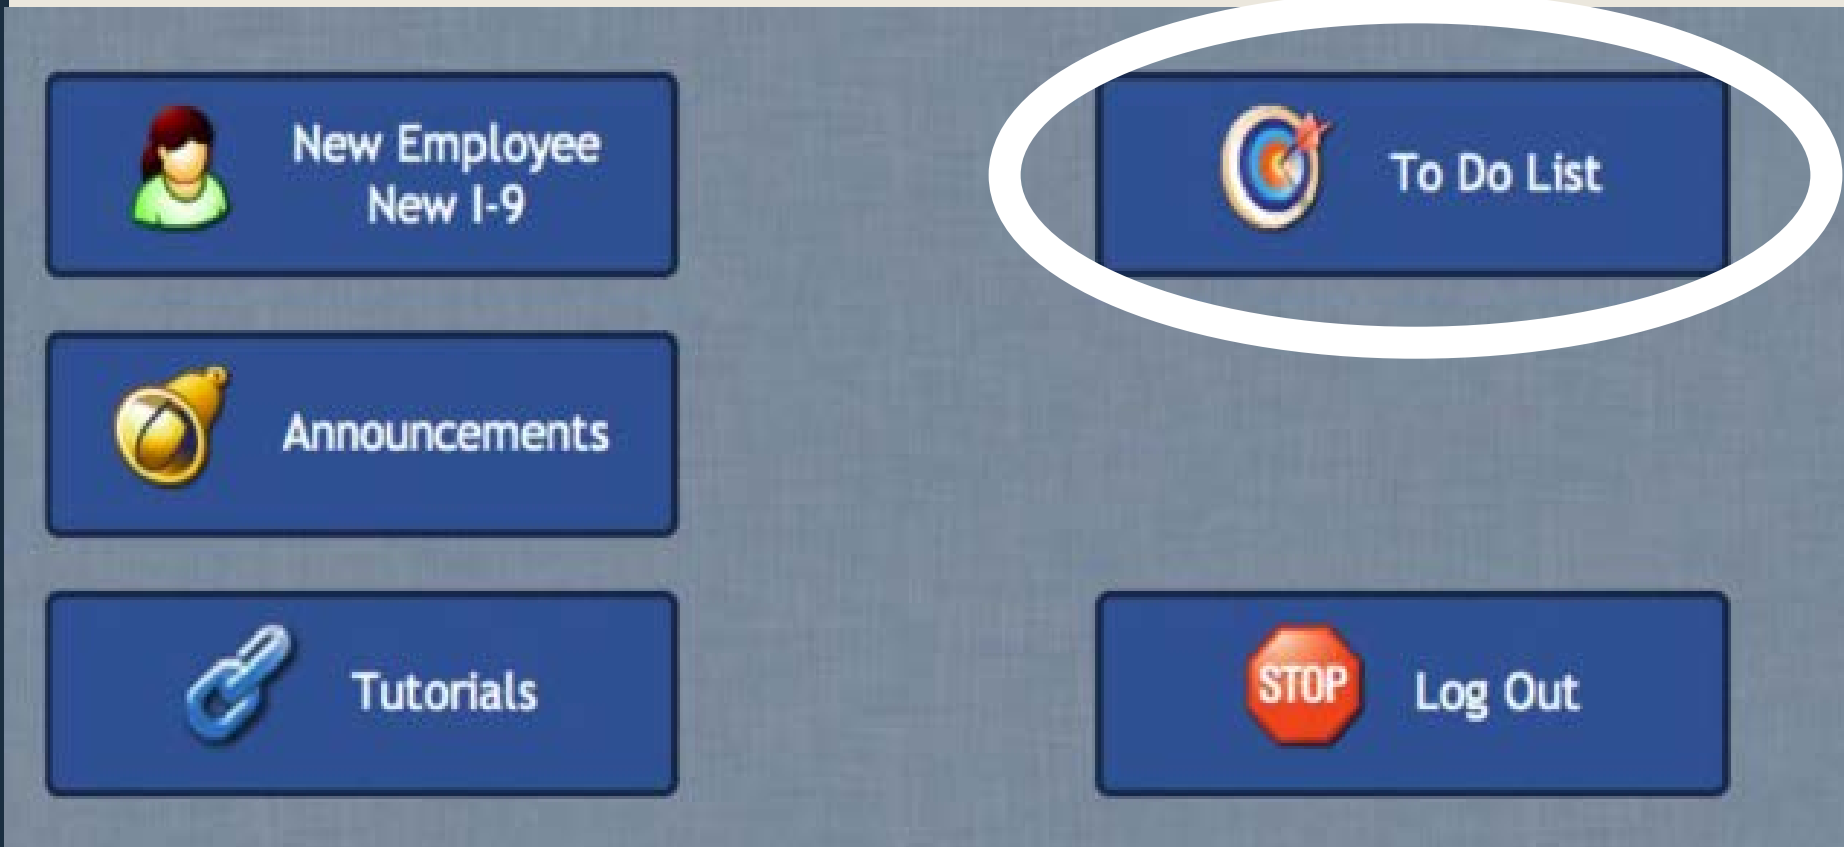 New Employee
New I-9
To Do List
Announcements
Tutorials
STOP
Log Out